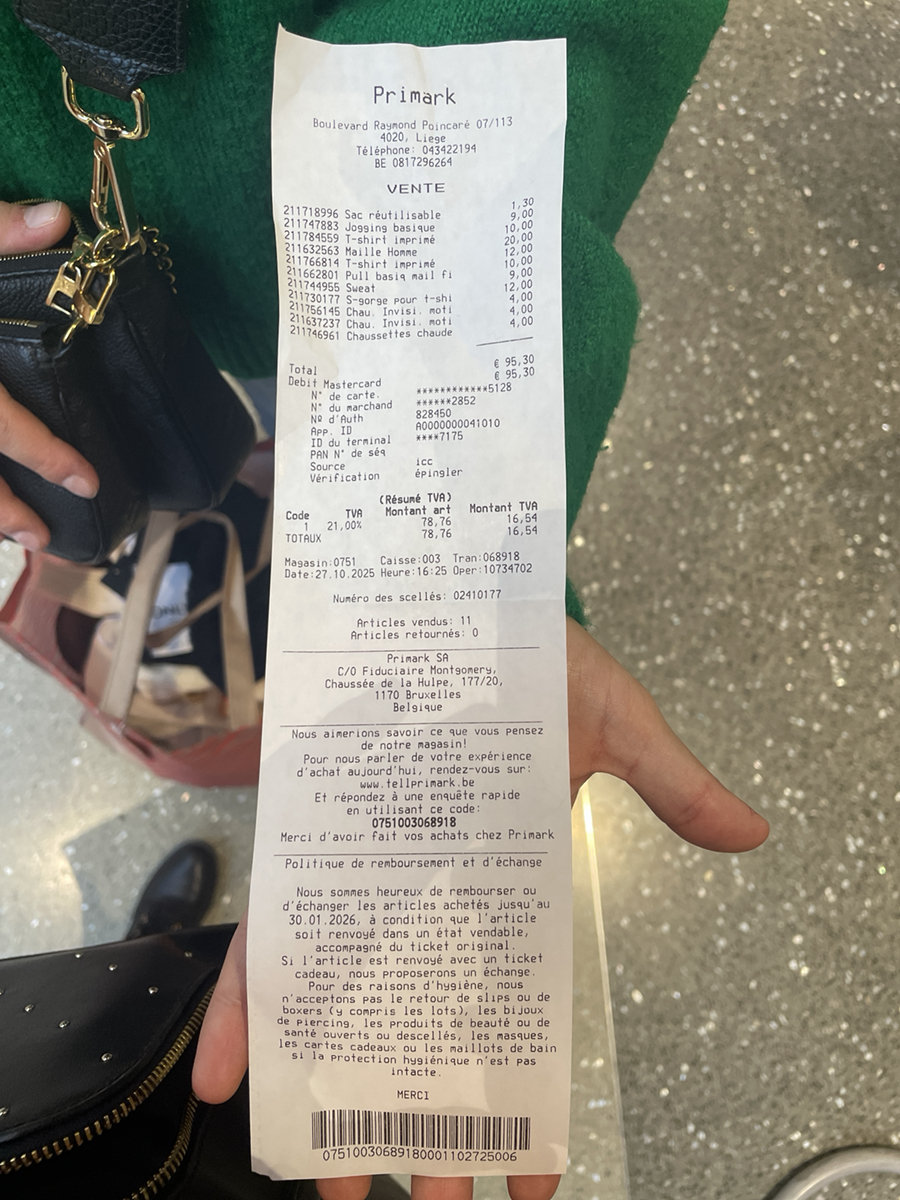 Primark
Boulevard Raymond Poincaré 07/113
4020, Liege
Téléphone: 043422194
BE 0817296264
VENTE
211718996 Sac réutilisable 1,30
211747883 Jogging basique 9,00
211784559 T-shirt imprimé 10,00
211632563 Maille Homme 20,00
211766814 T-shirt imprimé 12,00
211662801 Pull basiq mail fi 10,00
211744955 Sweat 9,00
211730177 S-gorge pour t-shi 12,00
211756145 Chau. Invisi. moti 4,00
211637237 Chau. Invisi. moti 4,00
211746961 Chaussettes chaude 4,00
Total € 95,30
Debit Mastercard € 95,30
N° de carte. ************5128
N° du marchand ******2852
Nº d'Auth 828450
App. ID A0000000041010
ID du terminal ****7175
PAN N° de séq
Source icc
Vérification épingler
(Résumé TVA)
Code TVA Montant art Montant TVA
1 21,00% 78,76 16,54
TOTAUX 78,76 16,54
Magasin:0751 Caisse:003 Tran:068918
Date:27.10.2025 Heure:16:25 Oper:10734702
Numéro des scellés: 02410177
Articles vendus: 11
Articles retournés: 0
Primark SA
C/O Fiduciaire Montgomery,
Chaussée de la Hulpe, 177/20,
1170 Bruxelles
Belgique
Nous aimerions savoir ce que vous pensez
de notre magasin!
Pour nous parler de votre expérience
d'achat aujourd'hui, rendez-vous sur:
www.tellprimark.be
Et répondez à une enquête rapide
en utilisant ce code:
0751003068918
Merci d'avoir fait vos achats chez Primark
Politique de remboursement et d'échange
Nous sommes heureux de rembourser ou
d'échanger les articles achetés jusqu'au
30.01.2026, à condition que l'article
soit renvoyé dans un état vendable,
accompagné du ticket original.
Si l'article est renvoyé avec un ticket
cadeau, nous proposerons un échange.
Pour des raisons d'hygiène, nous
n'acceptons pas le retour de slips ou de
boxers (y compris les lots), les bijoux
de piercing, les produits de beauté ou de
santé ouverts ou descellés, les masques,
les cartes cadeaux ou les maillots de bain
si la protection hygiénique n'est pas
intacte.
MERCI
07510030689180001102725006